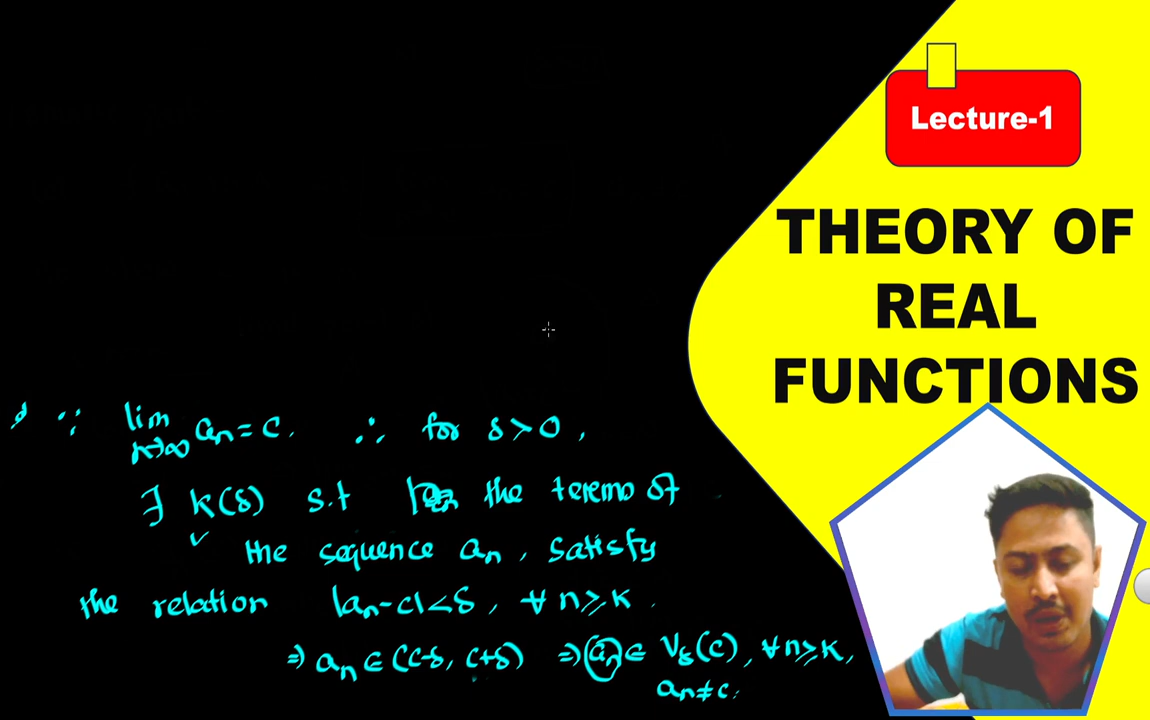 Lecture-1
THEORY OF
REAL
FUNCTIONS
∵ lim n→∞ aₙ = c. ∴ for δ > 0,
∃ k(δ) s.t the terms of
the sequence aₙ, satisfy
the relation |aₙ-c| < δ, ∀ n ≥ k.
⇒ aₙ ∈ (c-δ, c+δ) ⇒ (aₙ) ∈ V_δ(c), ∀ n ≥ k,
aₙ ≠ c.